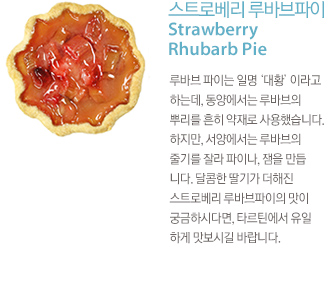 스트로베리 루바브파이
Strawberry
Rhubarb Pie
루바브 파이는 일명 '대황' 이라고
하는데, 동양에서는 루바브의
뿌리를 흔히 약재로 사용했습니다.
하지만, 서양에서는 루바브의
줄기를 잘라 파이나, 잼을 만듭
니다. 달콤한 딸기가 더해진
스트로베리 루바브파이의 맛이
궁금하시다면, 타르틴에서 유일
하게 맛보시길 바랍니다.